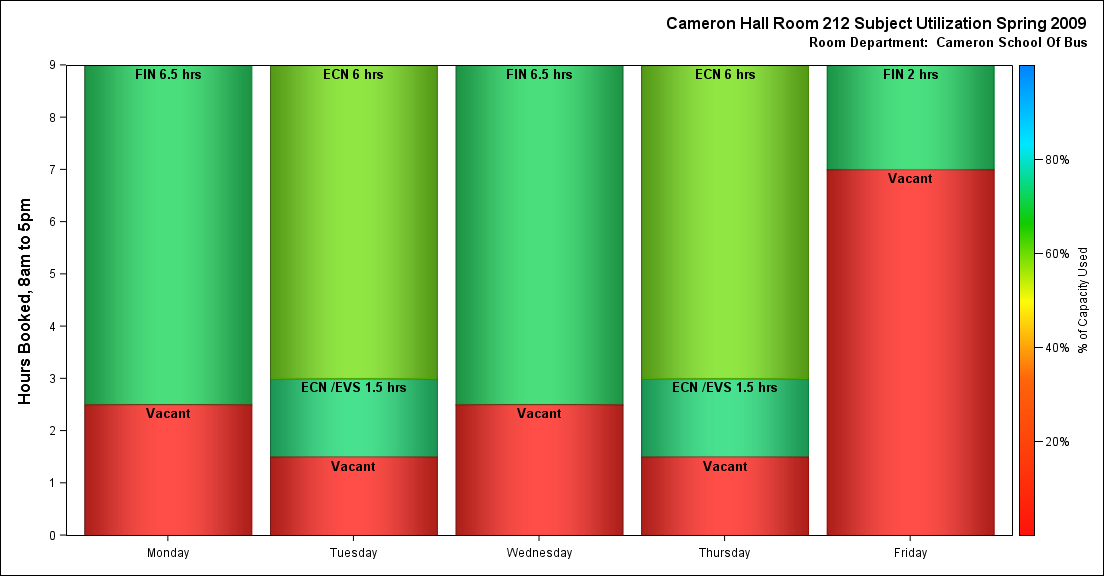 Cameron Hall Room 212 Subject Utilization Spring 2009
Room Department:  Cameron School Of Bus
Hours Booked, 8am to 5pm
9
8
7
6
5
4
3
2
1
0
FIN 6.5 hrs
Vacant
Monday
ECN 6 hrs
ECN /EVS 1.5 hrs
Vacant
Tuesday
FIN 6.5 hrs
Vacant
Wednesday
ECN 6 hrs
ECN /EVS 1.5 hrs
Vacant
Thursday
FIN 2 hrs
Vacant
Friday
80%
60%
40%
20%
% of Capacity Used